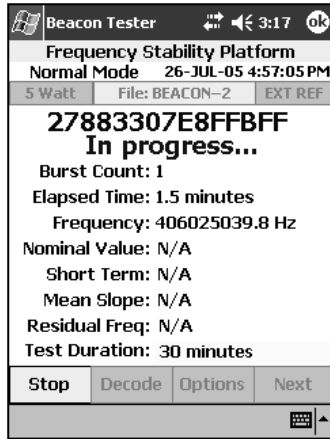 Beacon Tester 3:17 ok
Frequency Stability Platform
Normal Mode 26-JUL-05 4:57:05 PM
5 Watt File: BEACON-2 EXT REF
27883307E8FFBFF
In progress...
Burst Count: 1
Elapsed Time: 1.5 minutes
Frequency: 406025039.8 Hz
Nominal Value: N/A
Short Term: N/A
Mean Slope: N/A
Residual Freq: N/A
Test Duration: 30 minutes
Stop Decode Options Next